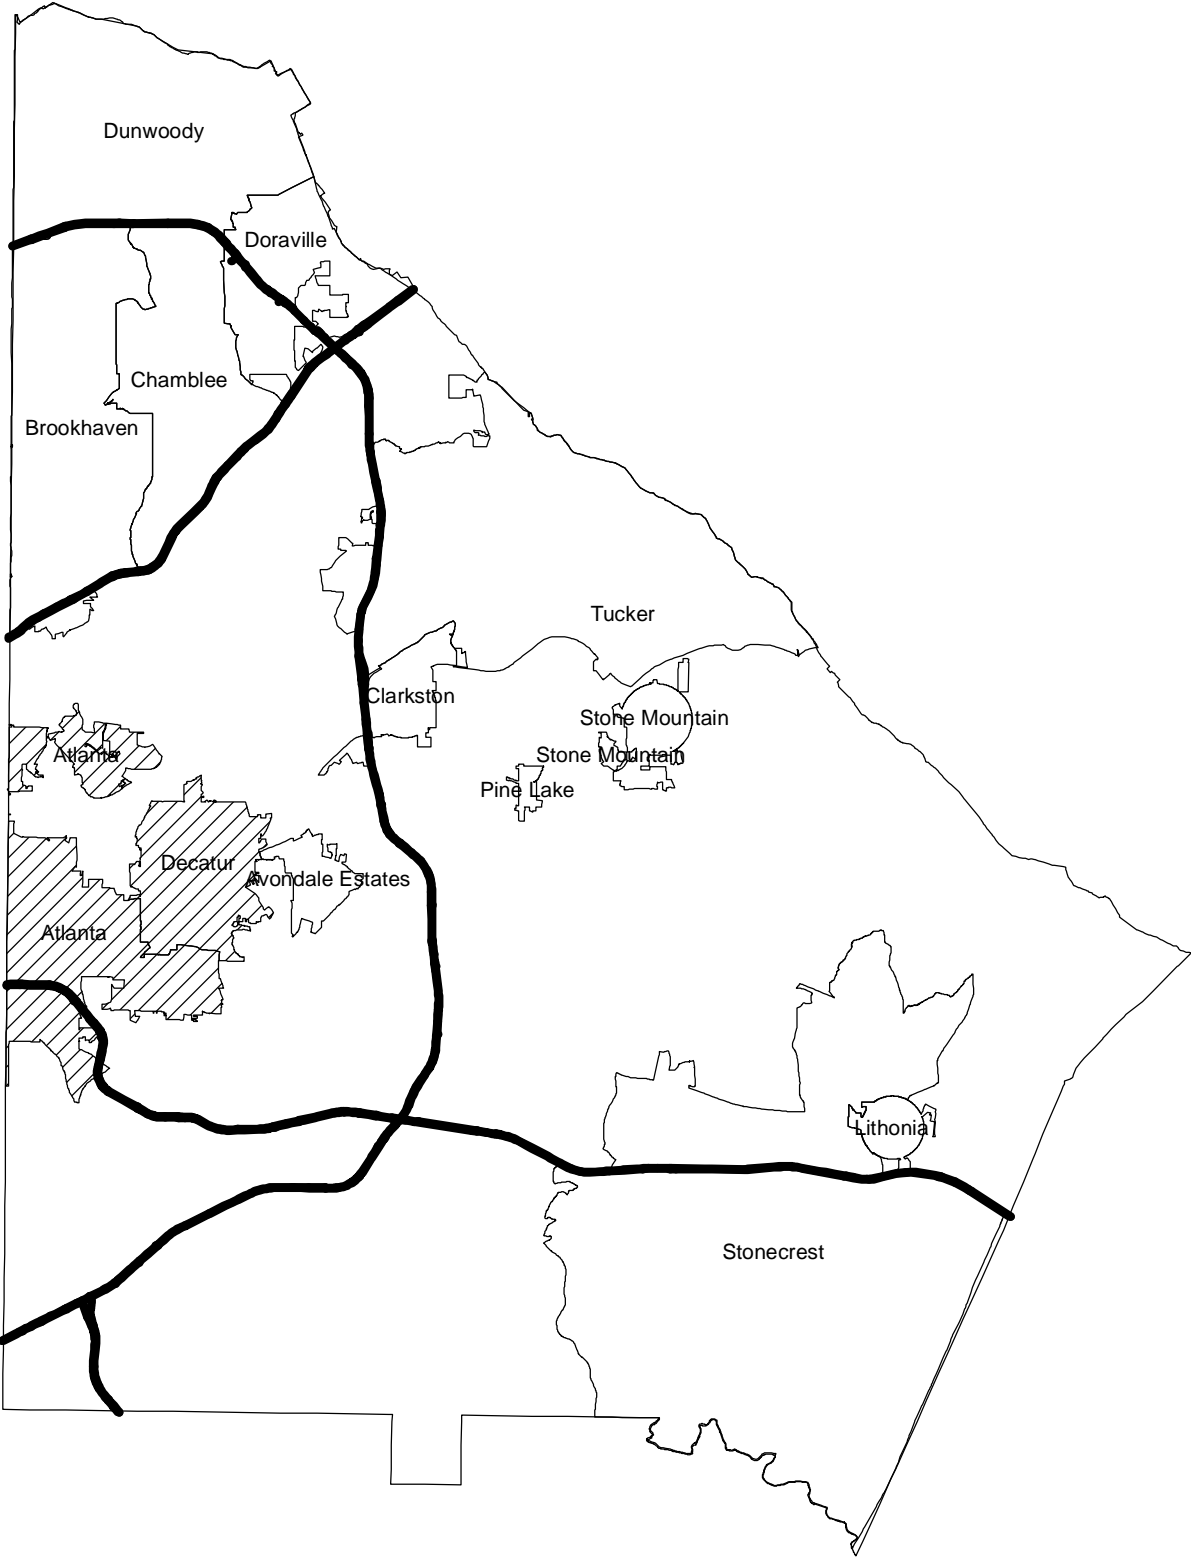 Dunwoody
Doraville
Chamblee
Brookhaven
Tucker
Clarkston
Stone Mountain
Atlanta
Stone Mountain
Pine Lake
Decatur
Avondale Estates
Atlanta
Lithonia
Stonecrest